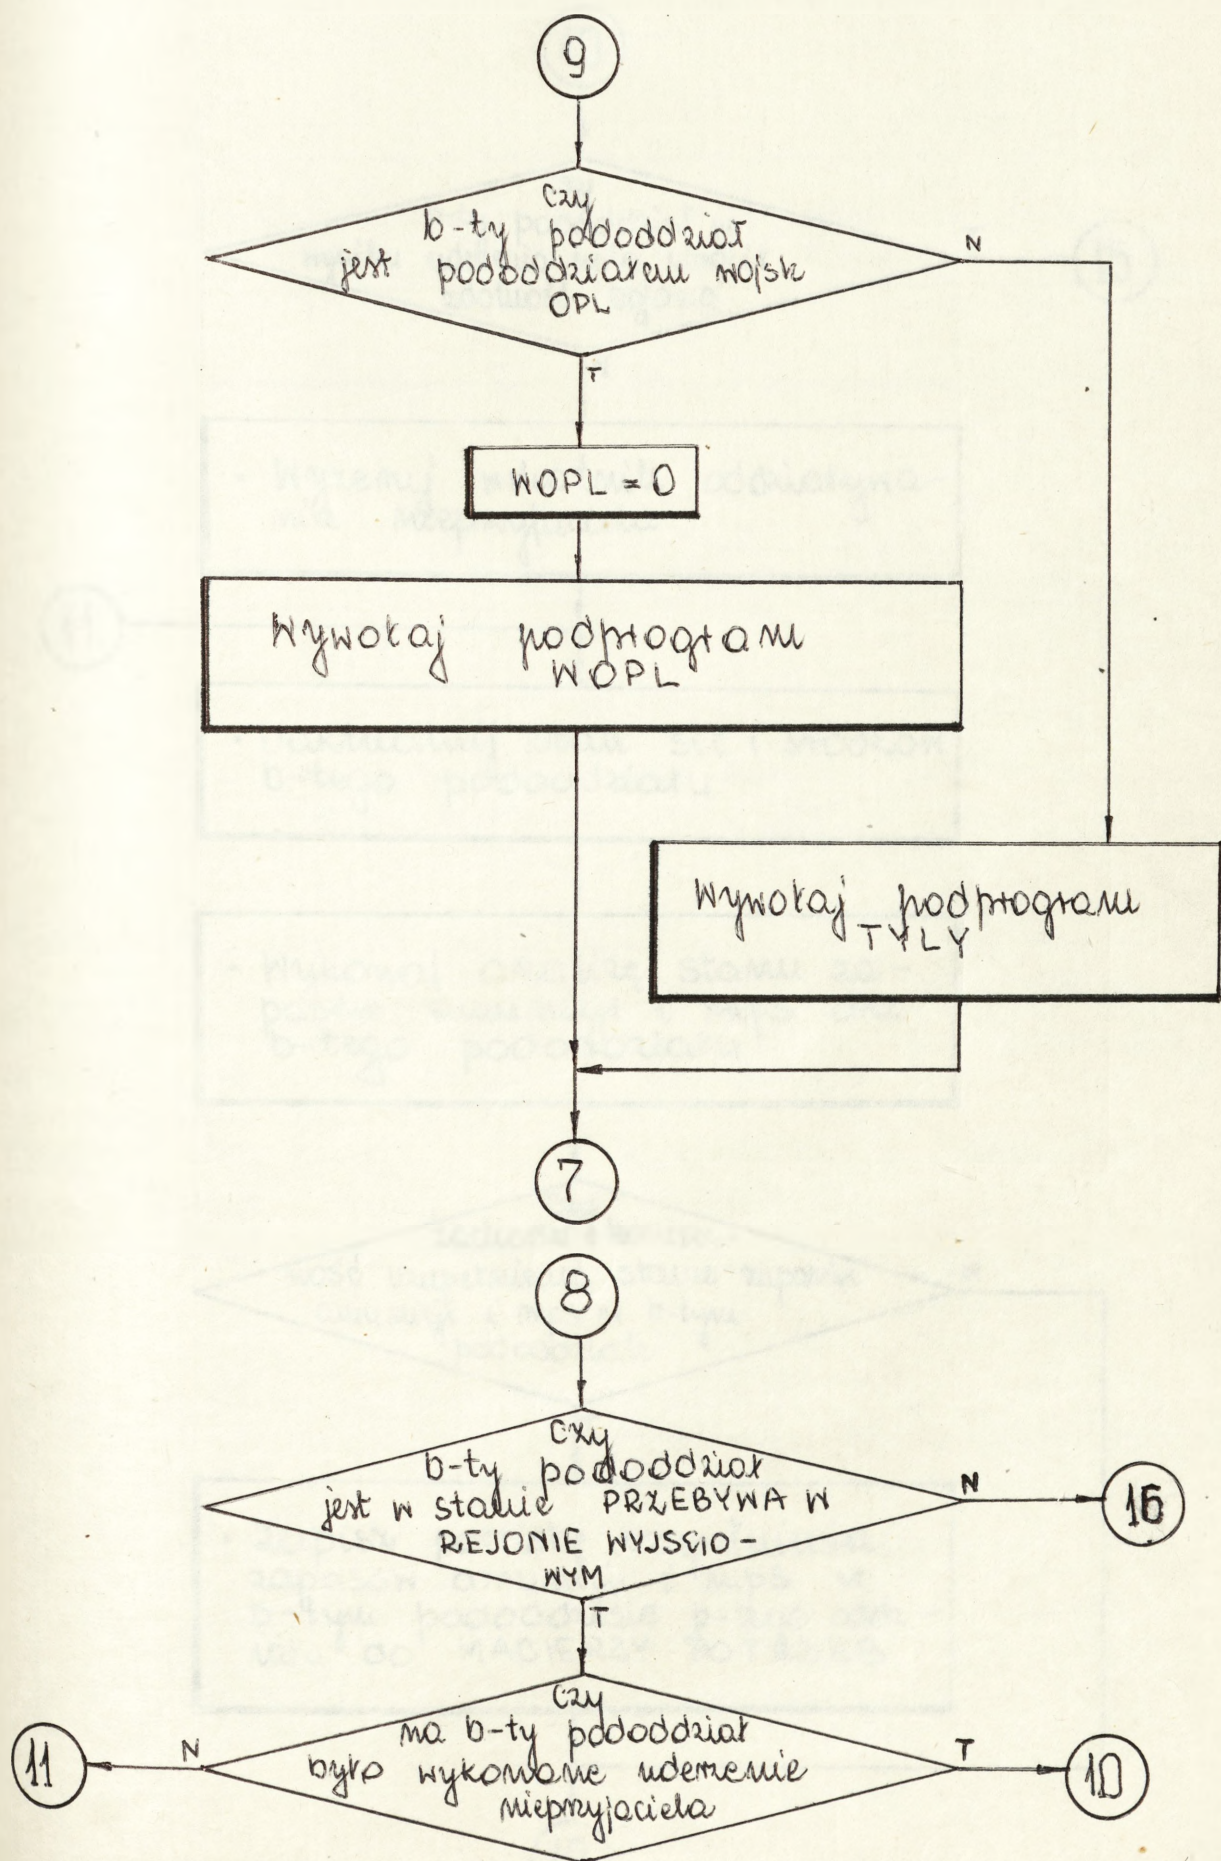 9
Czy
b-ty pododdział
jest pododdziałem wojsk
OPL
N
T
WOPL = 0
Wywołaj podprogram
WOPL
Wywołaj podprogram
TYLY
7
8
Czy
b-ty pododdział
jest w stanie PRZEBYWA W
REJONIE WYJSCIO-
WYM
N
16
T
Czy
na b-ty pododdział
było wykonane uderzenie
nieprzyjaciela
N
11
T
10